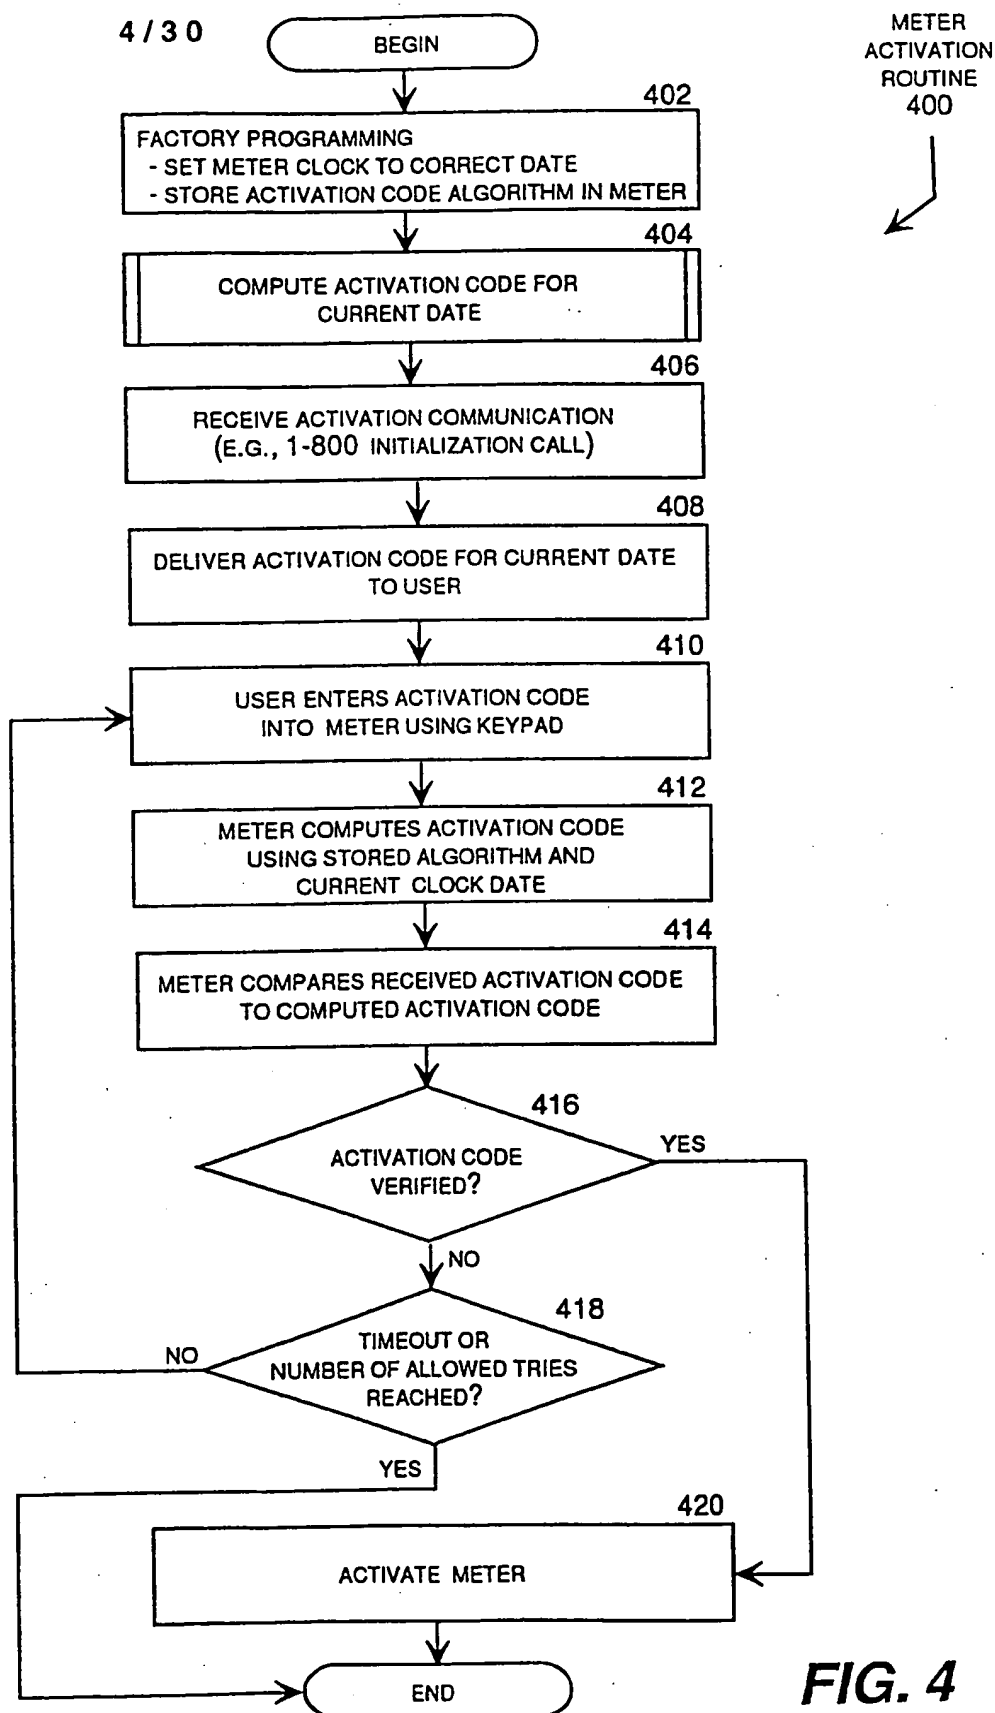 4/30
BEGIN
METER
ACTIVATION
ROUTINE
400
402
FACTORY PROGRAMMING
- SET METER CLOCK TO CORRECT DATE
- STORE ACTIVATION CODE ALGORITHM IN METER
404
COMPUTE ACTIVATION CODE FOR
CURRENT DATE
406
RECEIVE ACTIVATION COMMUNICATION
(E.G., 1-800 INITIALIZATION CALL)
408
DELIVER ACTIVATION CODE FOR CURRENT DATE
TO USER
410
USER ENTERS ACTIVATION CODE
INTO METER USING KEYPAD
412
METER COMPUTES ACTIVATION CODE
USING STORED ALGORITHM AND
CURRENT CLOCK DATE
414
METER COMPARES RECEIVED ACTIVATION CODE
TO COMPUTED ACTIVATION CODE
416
ACTIVATION CODE
VERIFIED?
YES
NO
418
TIMEOUT OR
NUMBER OF ALLOWED TRIES
REACHED?
NO
YES
420
ACTIVATE METER
END
FIG. 4